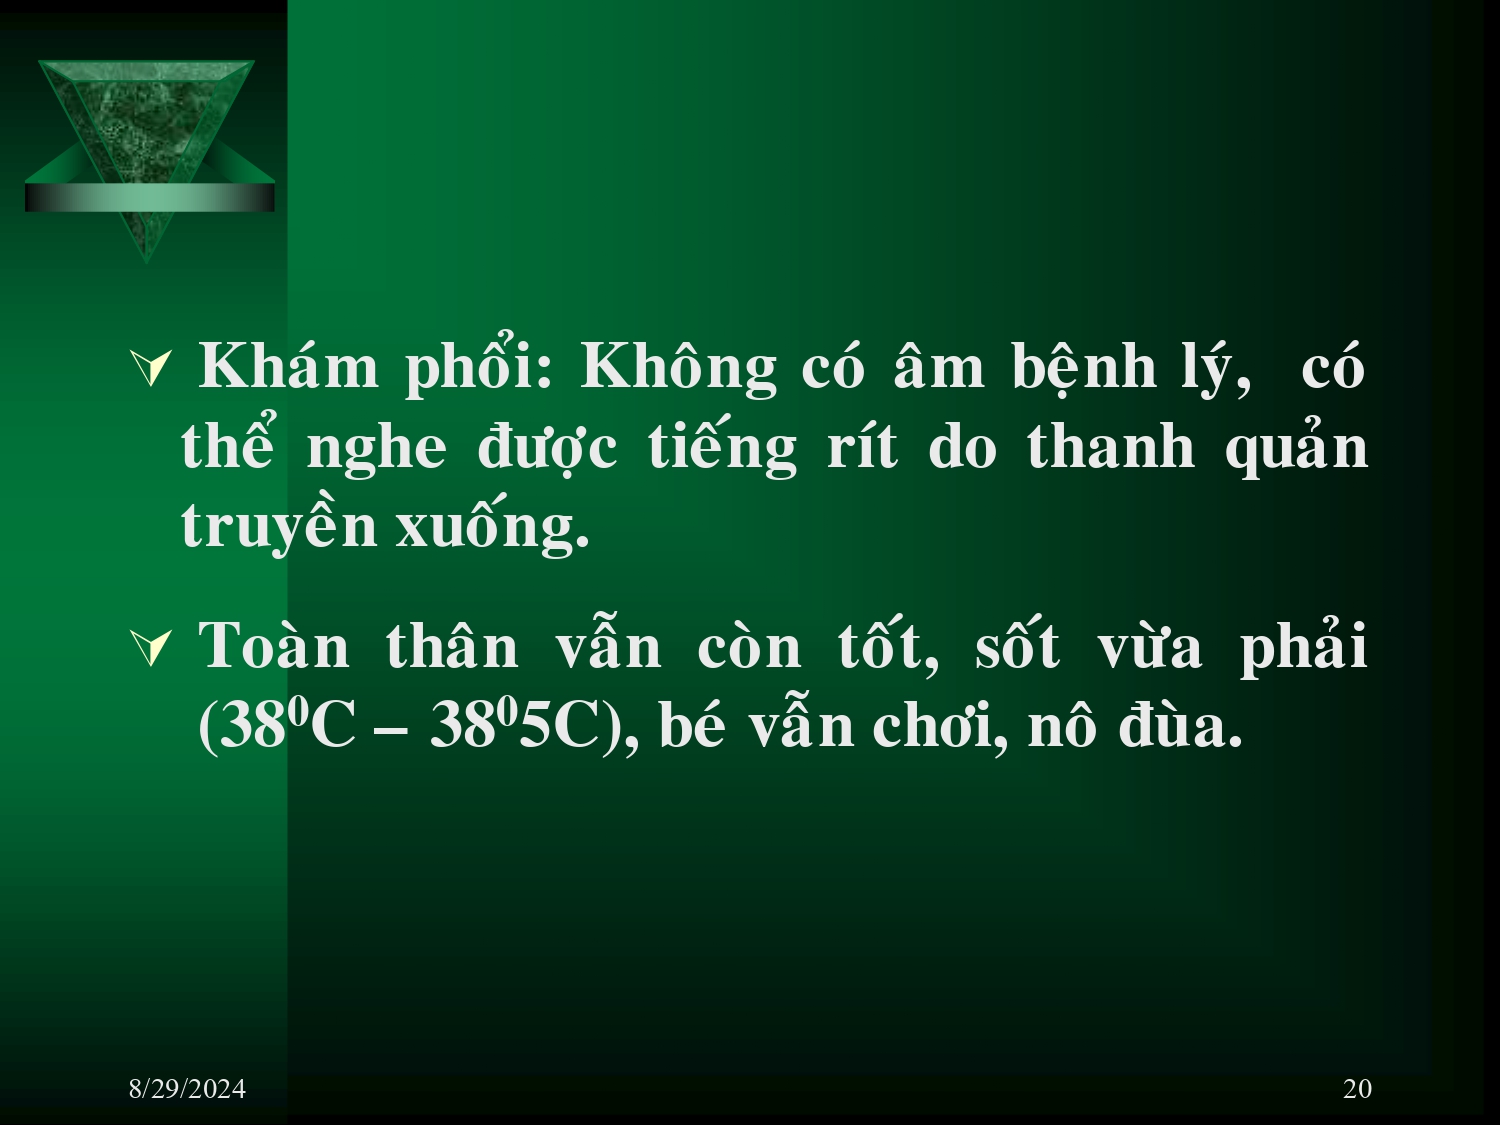 Khám phổi: Không có âm bệnh lý, có
thể nghe được tiếng rít do thanh quản
truyền xuống.
Toàn thân vẫn còn tốt, sốt vừa phải
(38⁰C – 38⁰5C), bé vẫn chơi, nô đùa.
8/29/2024
20